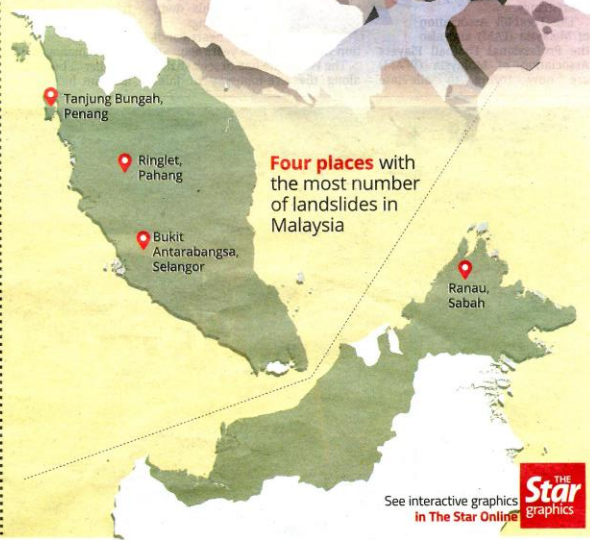 Tanjung Bungah,
Penang
Ringlet,
Pahang
Four places with
the most number
of landslides in
Malaysia
Bukit
Antarabangsa,
Selangor
Ranau,
Sabah
See interactive graphics
in The Star Online
THE
Star
graphics